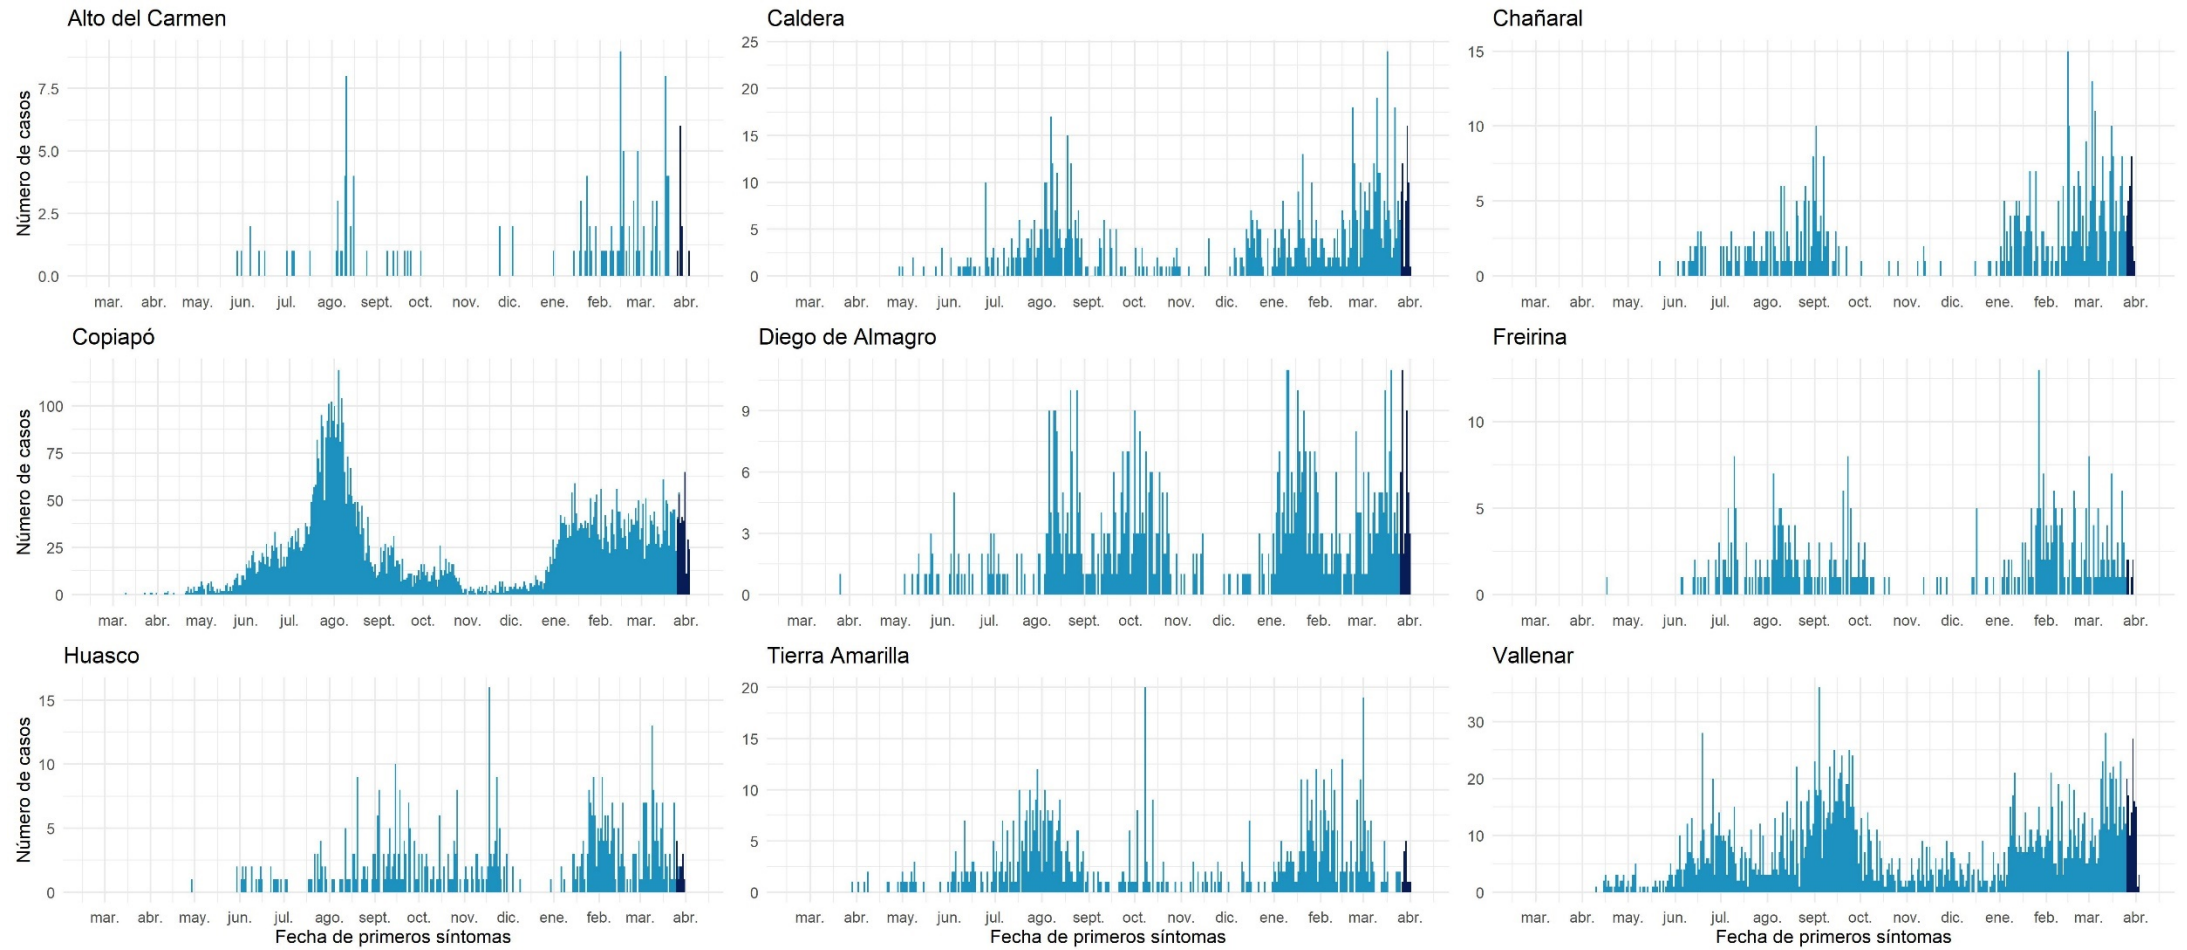 Alto del Carmen
Número de casos
7.5
5.0
2.5
0.0
mar. abr. may. jun. jul. ago. sept. oct. nov. dic. ene. feb. mar. abr.
Caldera
25
20
15
10
5
0
mar. abr. may. jun. jul. ago. sept. oct. nov. dic. ene. feb. mar. abr.
Chañaral
15
10
5
0
mar. abr. may. jun. jul. ago. sept. oct. nov. dic. ene. feb. mar. abr.
Copiapó
Número de casos
100
75
50
25
0
mar. abr. may. jun. jul. ago. sept. oct. nov. dic. ene. feb. mar. abr.
Diego de Almagro
9
6
3
0
mar. abr. may. jun. jul. ago. sept. oct. nov. dic. ene. feb. mar. abr.
Freirina
10
5
0
mar. abr. may. jun. jul. ago. sept. oct. nov. dic. ene. feb. mar. abr.
Huasco
Número de casos
15
10
5
0
mar. abr. may. jun. jul. ago. sept. oct. nov. dic. ene. feb. mar. abr.
Fecha de primeros síntomas
Tierra Amarilla
20
15
10
5
0
mar. abr. may. jun. jul. ago. sept. oct. nov. dic. ene. feb. mar. abr.
Fecha de primeros síntomas
Vallenar
30
20
10
0
mar. abr. may. jun. jul. ago. sept. oct. nov. dic. ene. feb. mar. abr.
Fecha de primeros síntomas